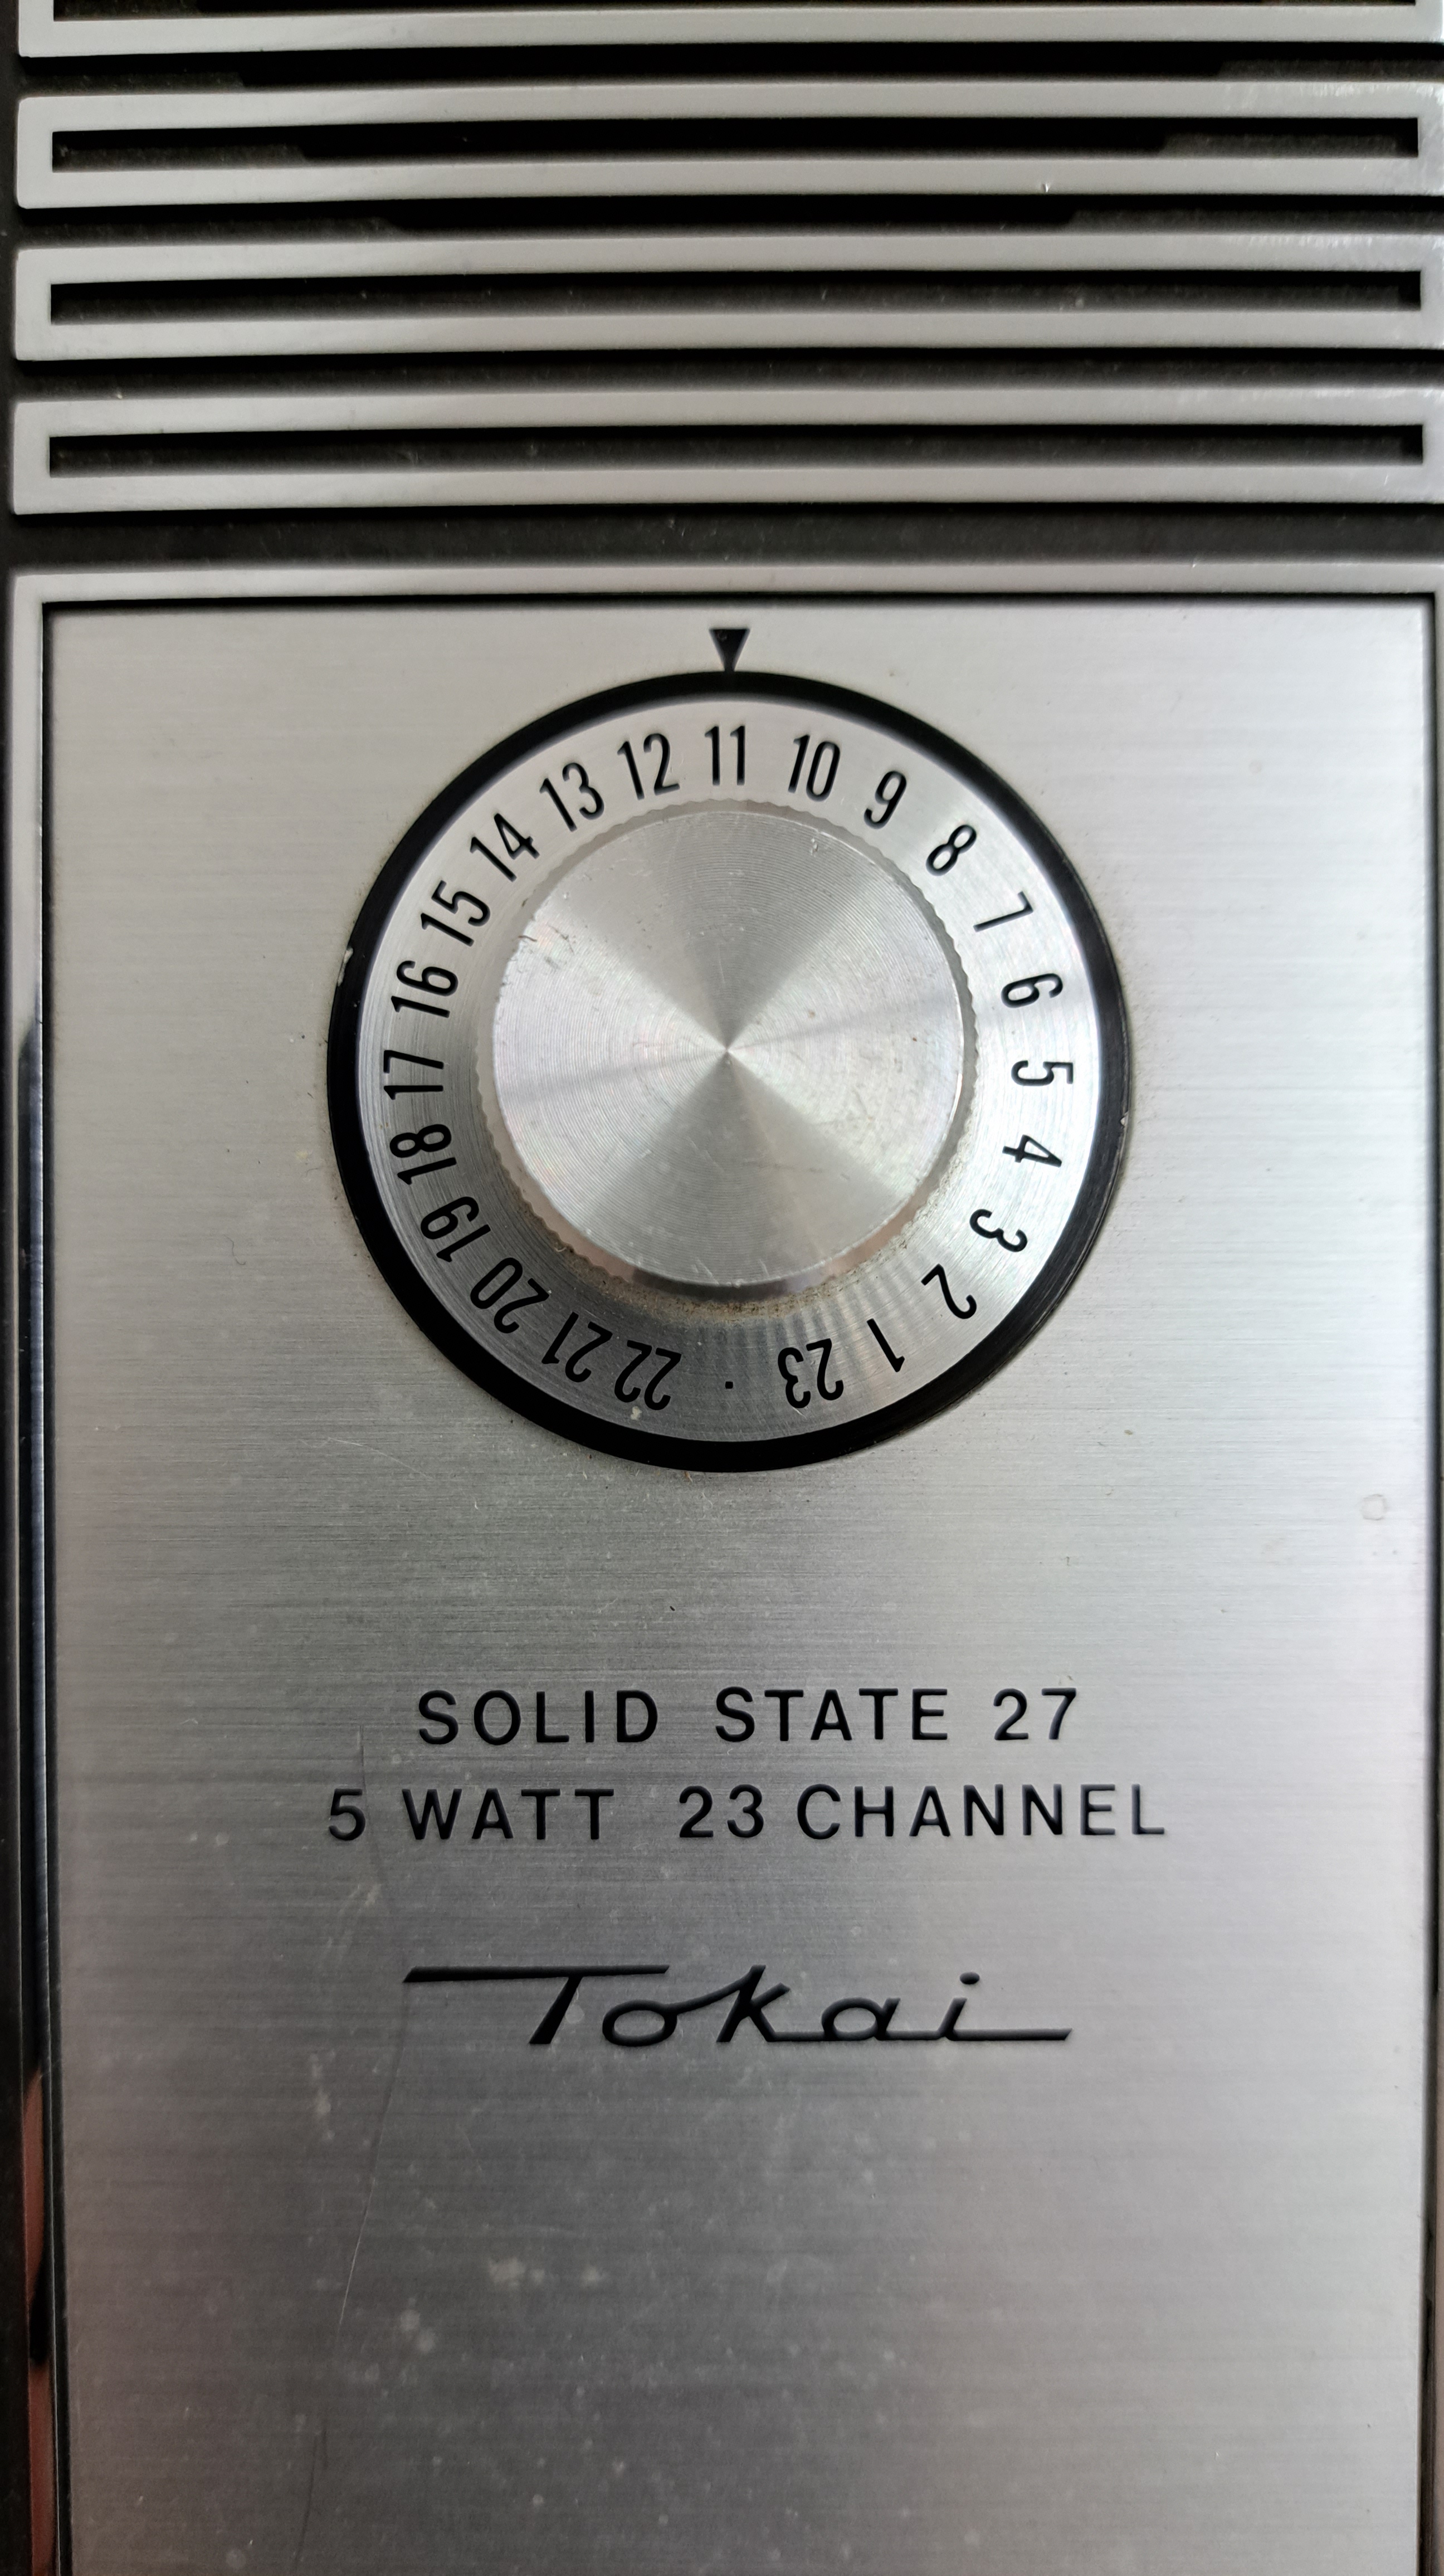 11 10 9 8 7 6 5 4 3 2 1 23 · 22 21 20 19 18 17 16 15 14 13 12
SOLID STATE 27
5 WATT 23 CHANNEL
Tokai